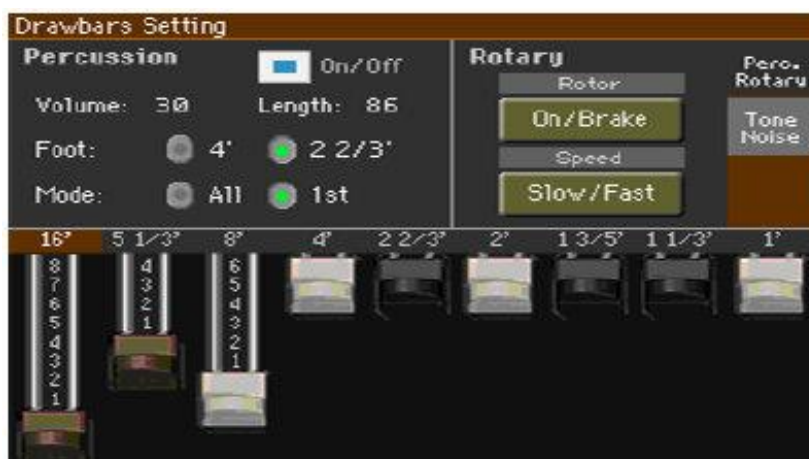 Drawbars Setting
Percussion
On/Off
Volume: 30 Length: 86
Foot: 4' 2 2/3'
Mode: All 1st
Rotary
Rotor
On/Brake
Speed
Slow/Fast
Perc.
Rotary
Tone
Noise
16' 5 1/3' 8' 4' 2 2/3' 2' 1 3/5' 1 1/3' 1'
8 4 6
7 3 5
6 2 4
5 1 3
4 2
3 1
2
1